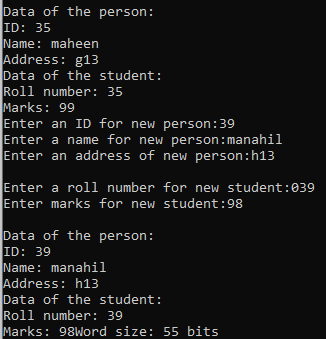 Data of the person:
ID: 35
Name: maheen
Address: g13
Data of the student:
Roll number: 35
Marks: 99
Enter an ID for new person:39
Enter a name for new person:manahil
Enter an address of new person:h13

Enter a roll number for new student:039
Enter marks for new student:98

Data of the person:
ID: 39
Name: manahil
Address: h13
Data of the student:
Roll number: 39
Marks: 98Word size: 55 bits